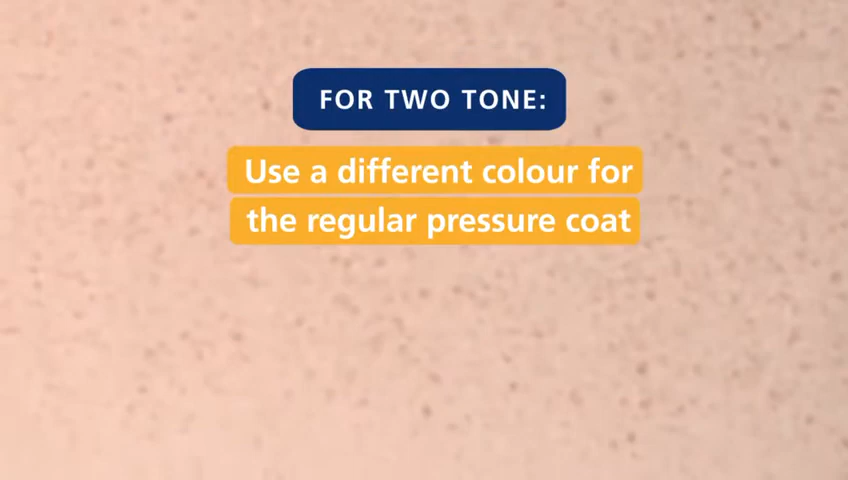 FOR TWO TONE:
Use a different colour for
the regular pressure coat